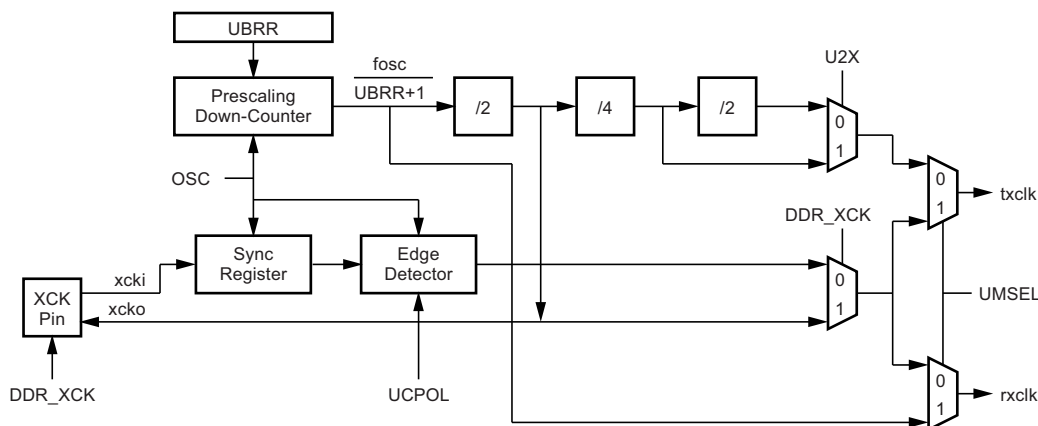 UBRR
fosc
UBRR+1
U2X
Prescaling
Down-Counter
/2
/4
/2
0
1
OSC
0
1
txclk
DDR_XCK
Sync
Register
Edge
Detector
xcki
0
1
UMSEL
XCK
Pin
xcko
DDR_XCK
UCPOL
0
1
rxclk